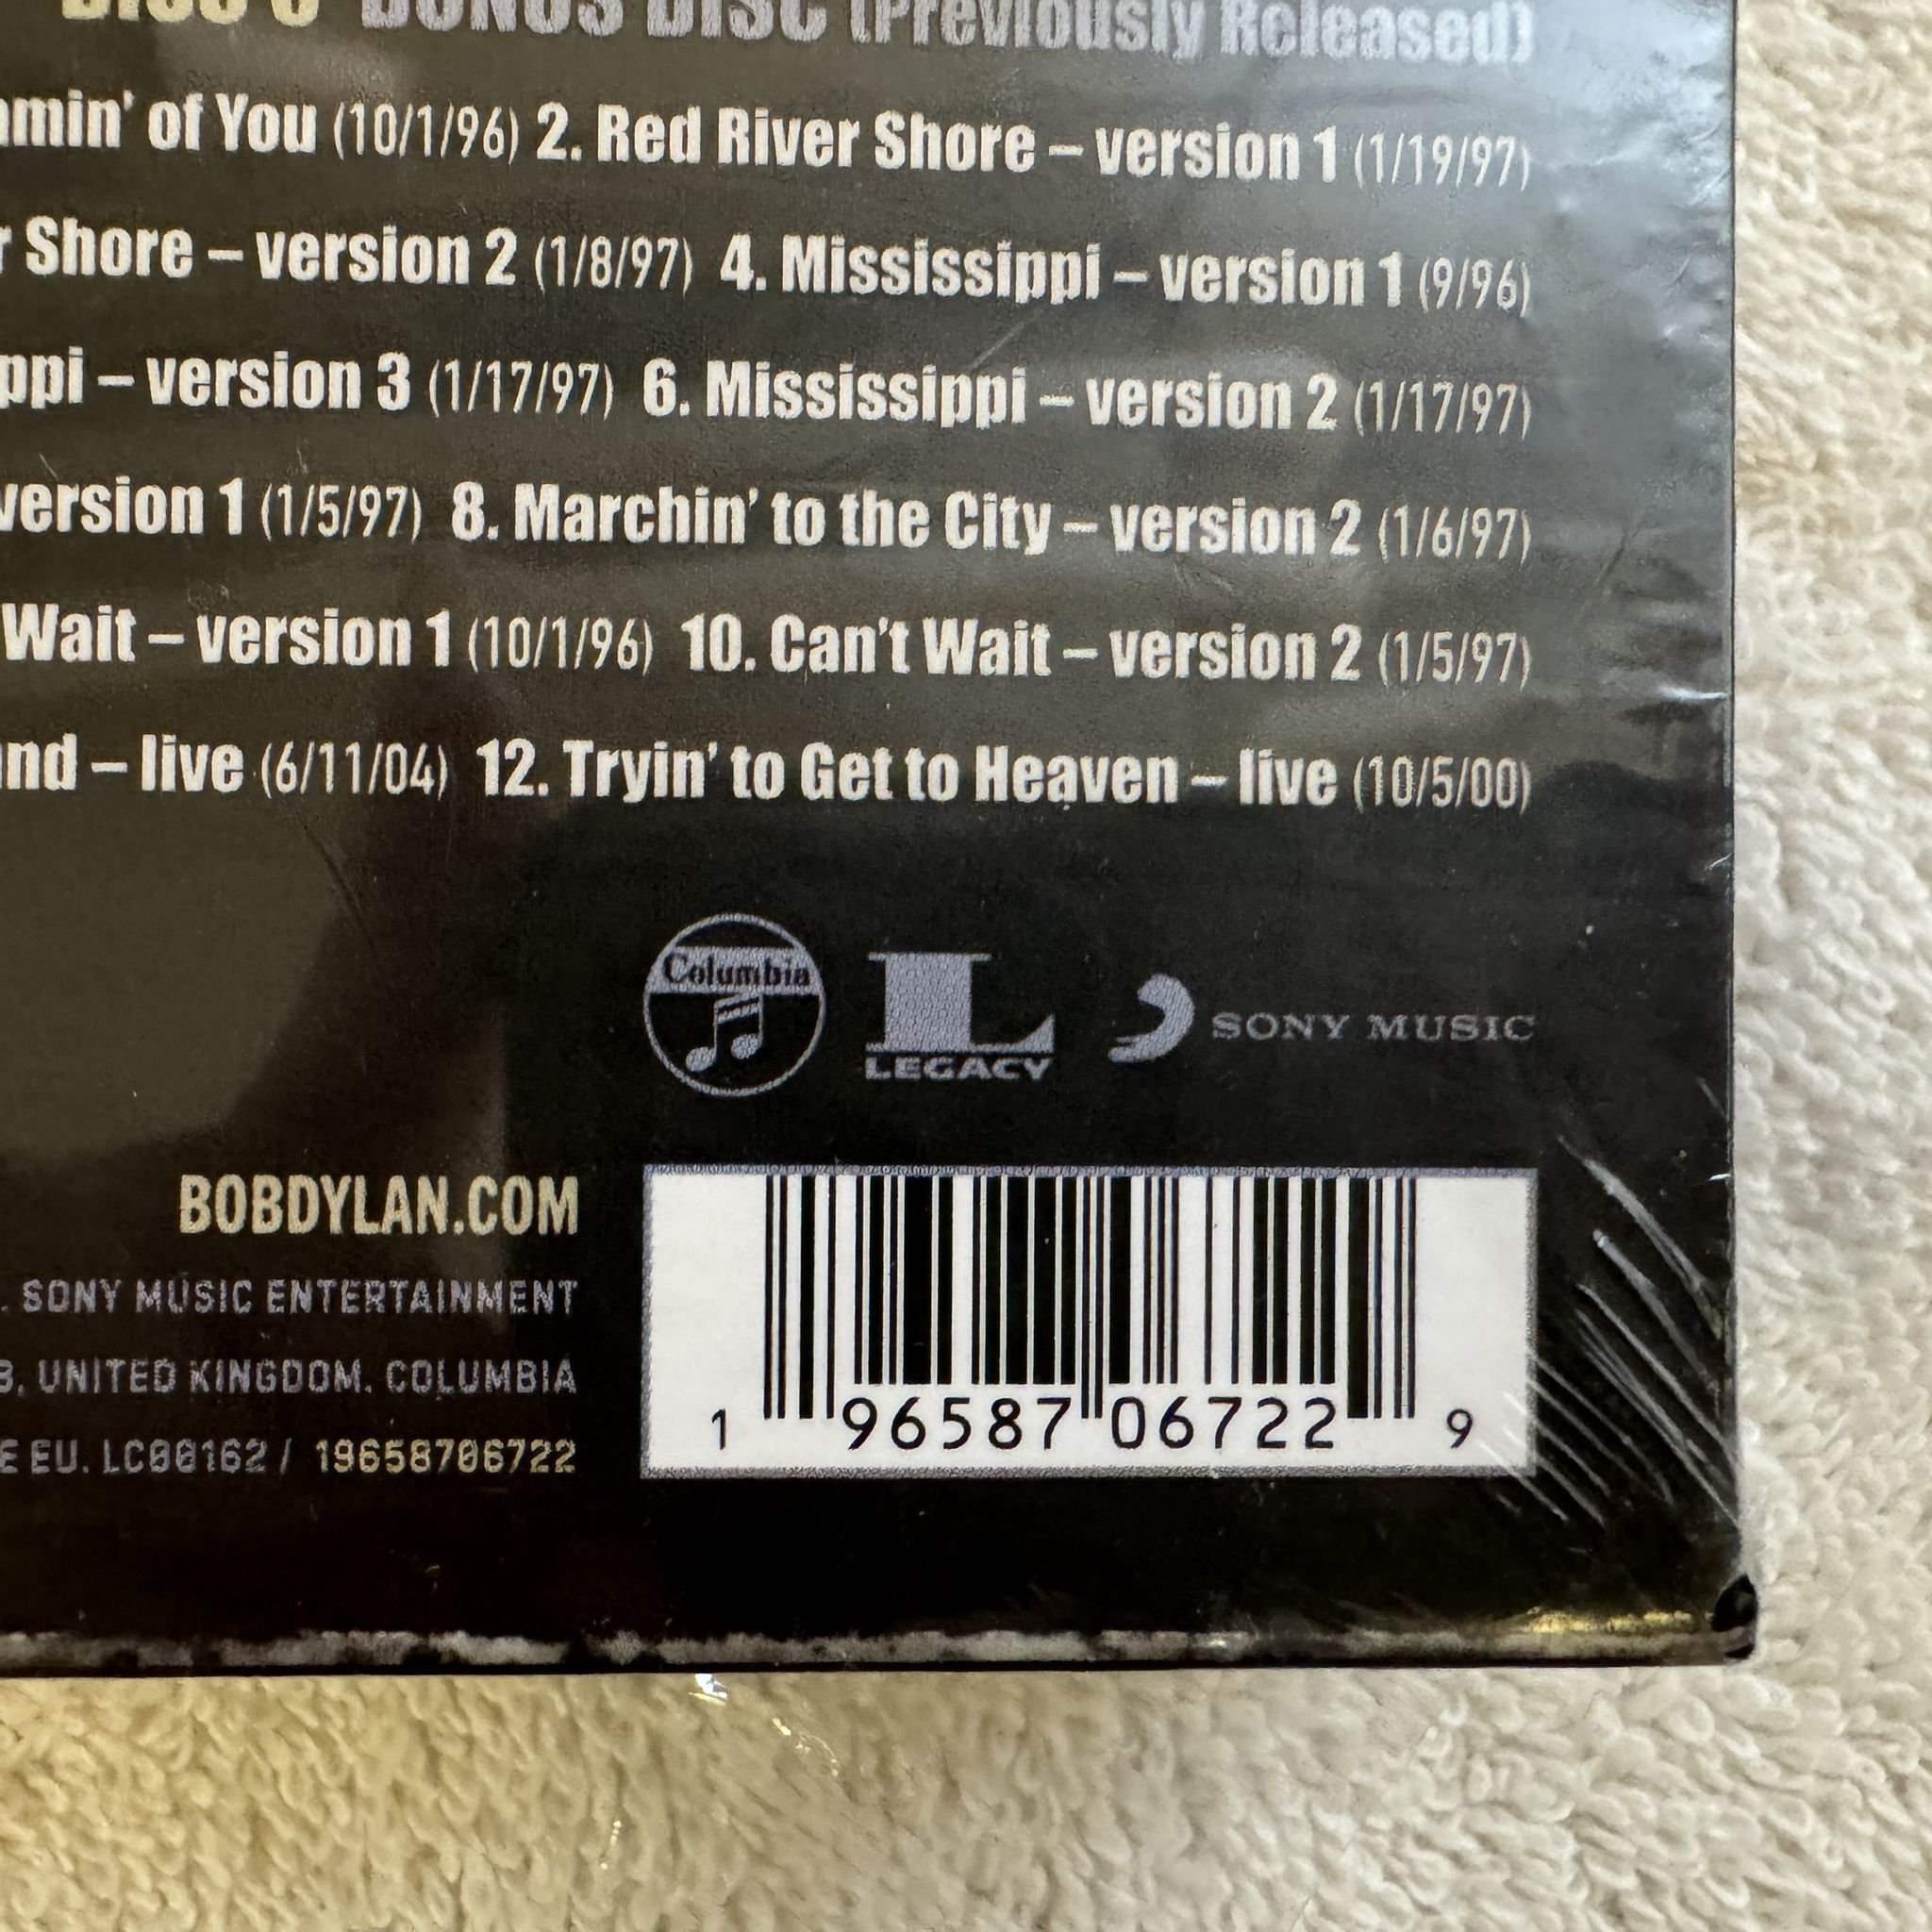 BONUS DISC (Previously Released)
of You (10/1/96) 2. Red River Shore – version 1 (1/19/97)
Shore – version 2 (1/8/97) 4. Mississippi – version 1 (9/96)
– version 3 (1/17/97) 6. Mississippi – version 2 (1/17/97)
version 1 (1/5/97) 8. Marchin' to the City – version 2 (1/6/97)
Wait – version 1 (10/1/96) 10. Can't Wait – version 2 (1/5/97)
– live (6/11/04) 12. Tryin' to Get to Heaven – live (10/5/00)
Columbia
L
LEGACY
SONY MUSIC
BOBDYLAN.COM
SONY MUSIC ENTERTAINMENT
UNITED KINGDOM. COLUMBIA
EU. LC00162 / 19658706722
1 96587 06722 9